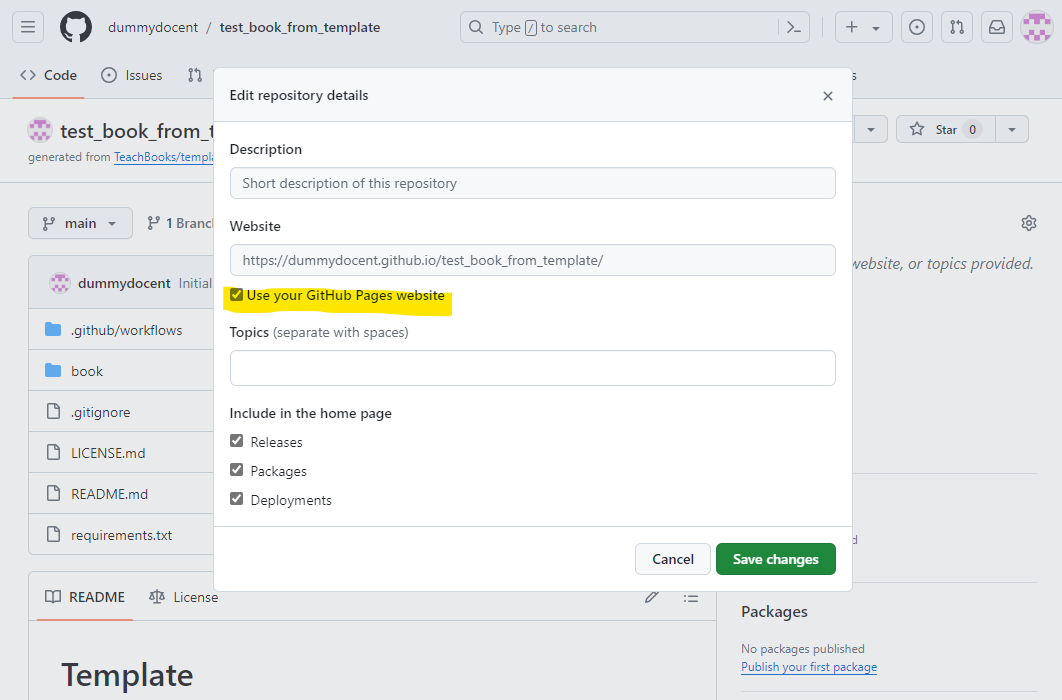 dummydocent / test_book_from_template
Type / to search
Code
Issues
Edit repository details
test_book_from_t
generated from TeachBooks/templa
Star 0
Description
Short description of this repository
main
1 Branch
Website
https://dummydocent.github.io/test_book_from_template/
website, or topics provided.
dummydocent Initial
Use your GitHub Pages website
.github/workflows
Topics (separate with spaces)
book
.gitignore
Include in the home page
Releases
LICENSE.md
Packages
README.md
Deployments
requirements.txt
Cancel
Save changes
README
License
Packages
No packages published
Publish your first package
Template